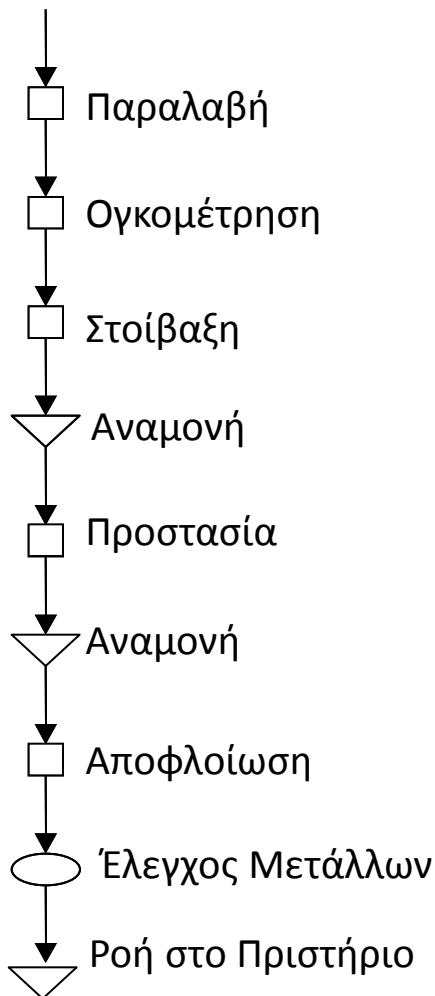 Παραλαβή
Ογκομέτρηση
Στοίβαξη
Αναμονή
Προστασία
Αναμονή
Αποφλοίωση
Έλεγχος Μετάλλων
Ροή στο Πριστήριο